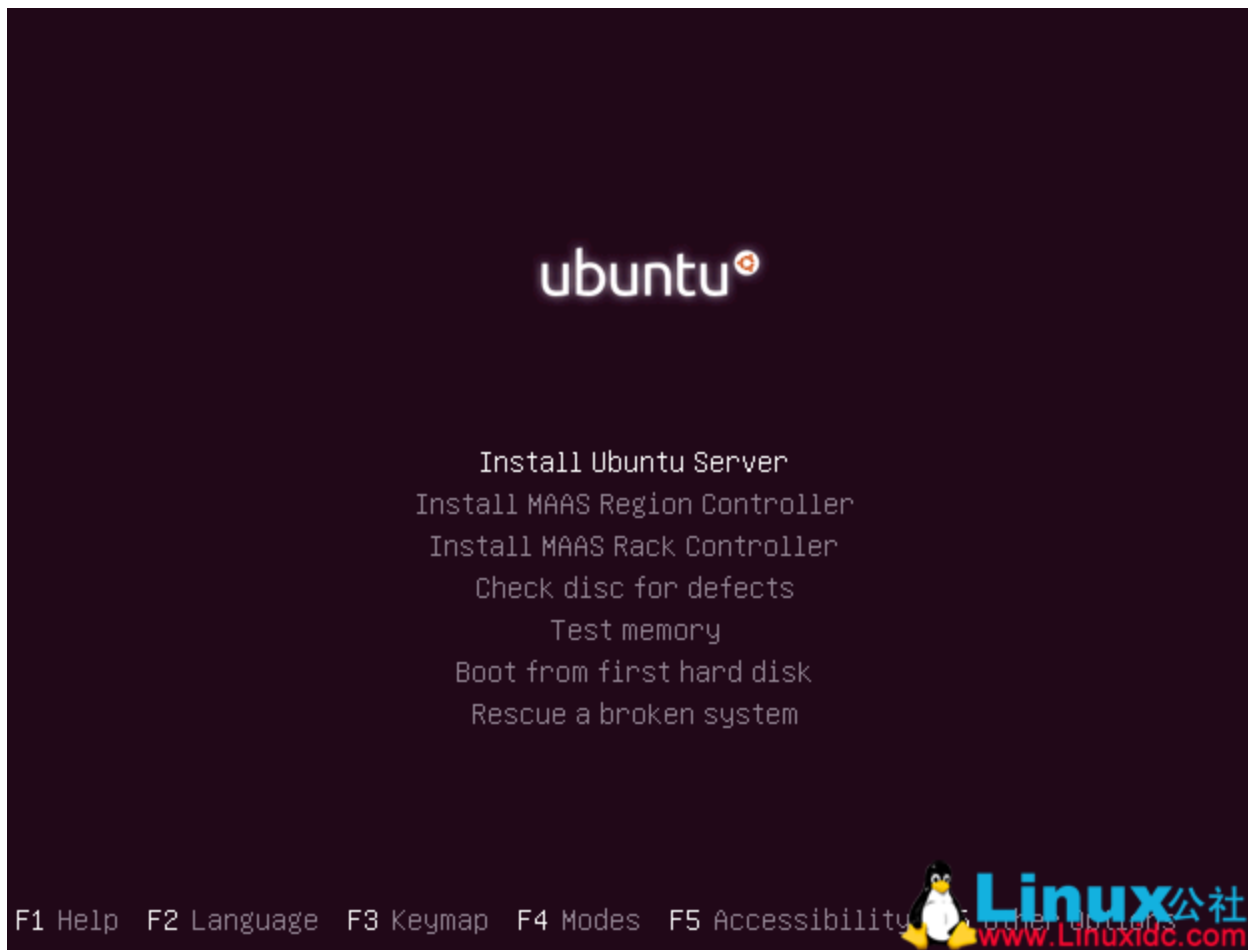 ubuntu
Install Ubuntu Server
Install MAAS Region Controller
Install MAAS Rack Controller
Check disc for defects
Test memory
Boot from first hard disk
Rescue a broken system
F1 Help F2 Language F3 Keymap F4 Modes F5 Accessibility Other Options
Linux公社
www.Linuxidc.com